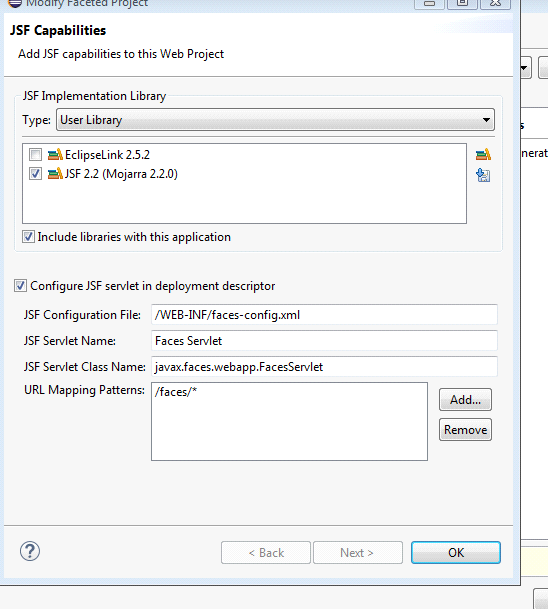 Modify Faceted Project
JSF Capabilities
Add JSF capabilities to this Web Project
JSF Implementation Library
Type: User Library
EclipseLink 2.5.2
JSF 2.2 (Mojarra 2.2.0)
Include libraries with this application
Configure JSF servlet in deployment descriptor
JSF Configuration File: /WEB-INF/faces-config.xml
JSF Servlet Name: Faces Servlet
JSF Servlet Class Name: javax.faces.webapp.FacesServlet
URL Mapping Patterns: /faces/*
Add...
Remove
? < Back Next > OK